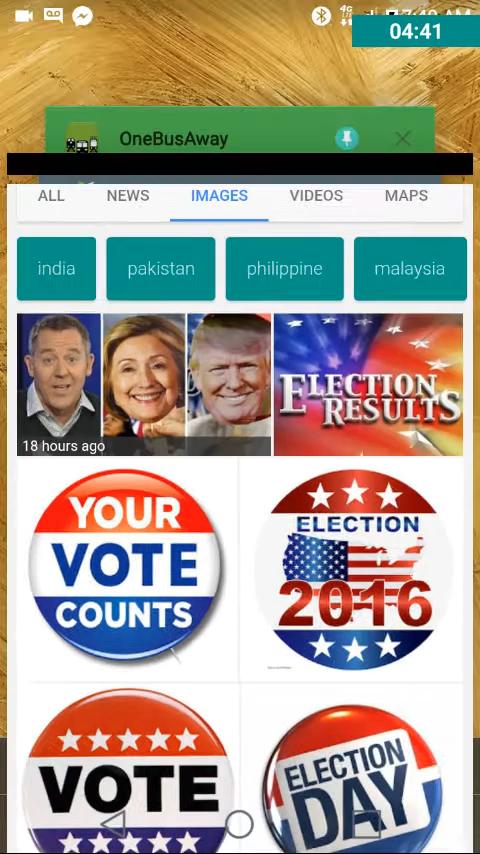 04:41
OneBusAway
ALL NEWS IMAGES VIDEOS MAPS
india pakistan philippine malaysia
18 hours ago
ELECTION
RESULTS
YOUR
VOTE
COUNTS
ELECTION
2016
VOTE
ELECTION
DAY